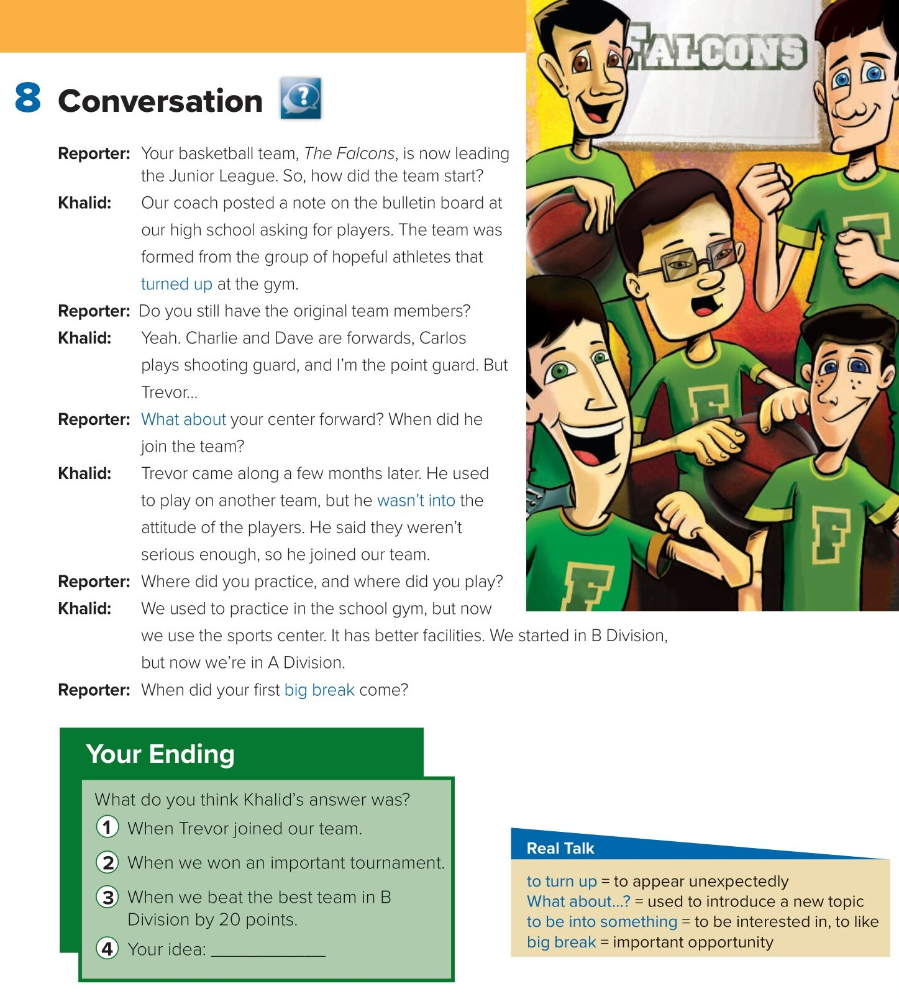 FALCONS
8 Conversation
Reporter: Your basketball team, The Falcons, is now leading
the Junior League. So, how did the team start?
Khalid: Our coach posted a note on the bulletin board at
our high school asking for players. The team was
formed from the group of hopeful athletes that
turned up at the gym.
Reporter: Do you still have the original team members?
Khalid: Yeah. Charlie and Dave are forwards, Carlos
plays shooting guard, and I'm the point guard. But
Trevor...
Reporter: What about your center forward? When did he
join the team?
Khalid: Trevor came along a few months later. He used
to play on another team, but he wasn't into the
attitude of the players. He said they weren't
serious enough, so he joined our team.
Reporter: Where did you practice, and where did you play?
Khalid: We used to practice in the school gym, but now
we use the sports center. It has better facilities. We started in B Division,
but now we're in A Division.
Reporter: When did your first big break come?
Your Ending
What do you think Khalid's answer was?
1 When Trevor joined our team.
2 When we won an important tournament.
3 When we beat the best team in B
Division by 20 points.
4 Your idea: ____________
Real Talk
to turn up = to appear unexpectedly
What about...? = used to introduce a new topic
to be into something = to be interested in, to like
big break = important opportunity
F
F
F
F